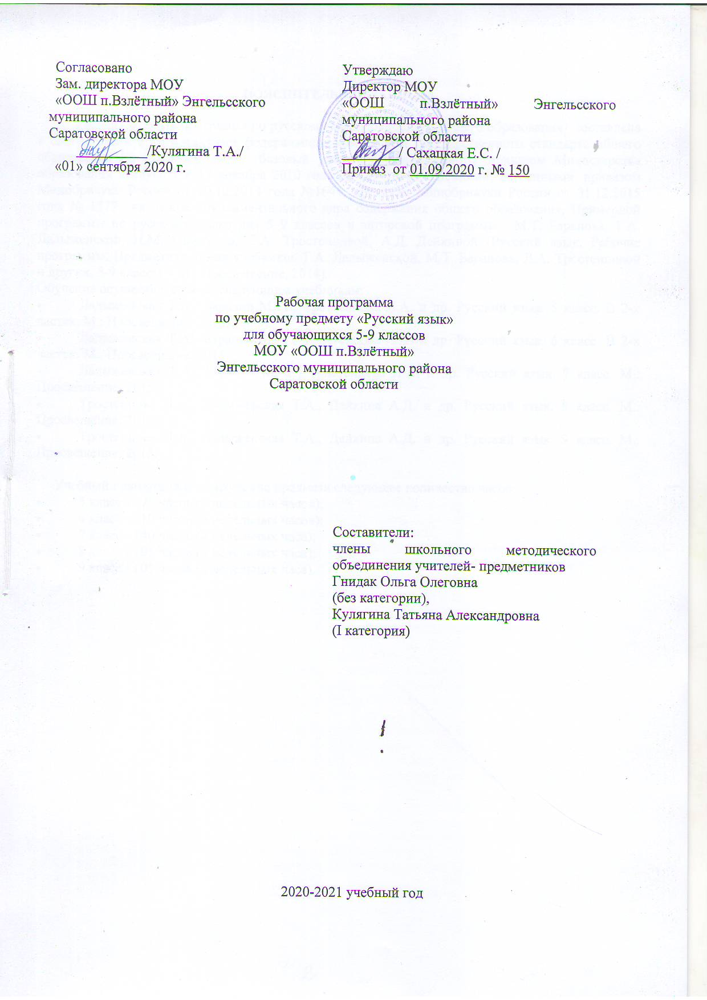 Согласовано
Зам. директора МОУ
«ООШ п.Взлётный» Энгельсского
муниципального района
Саратовской области
__________/Кулягина Т.А./
«01» сентября 2020 г.
Утверждаю
Директор МОУ
«ООШ п.Взлётный» Энгельсского
муниципального района
Саратовской области
________/ Сахацкая Е.С. /
Приказ от 01.09.2020 г. № 150
Рабочая программа
по учебному предмету «Русский язык»
для обучающихся 5-9 классов
МОУ «ООШ п.Взлётный»
Энгельсского муниципального района
Саратовской области
Составители:
члены школьного методического
объединения учителей- предметников
Гнидак Ольга Олеговна
(без категории),
Кулягина Татьяна Александровна
(I категория)
2020-2021 учебный год